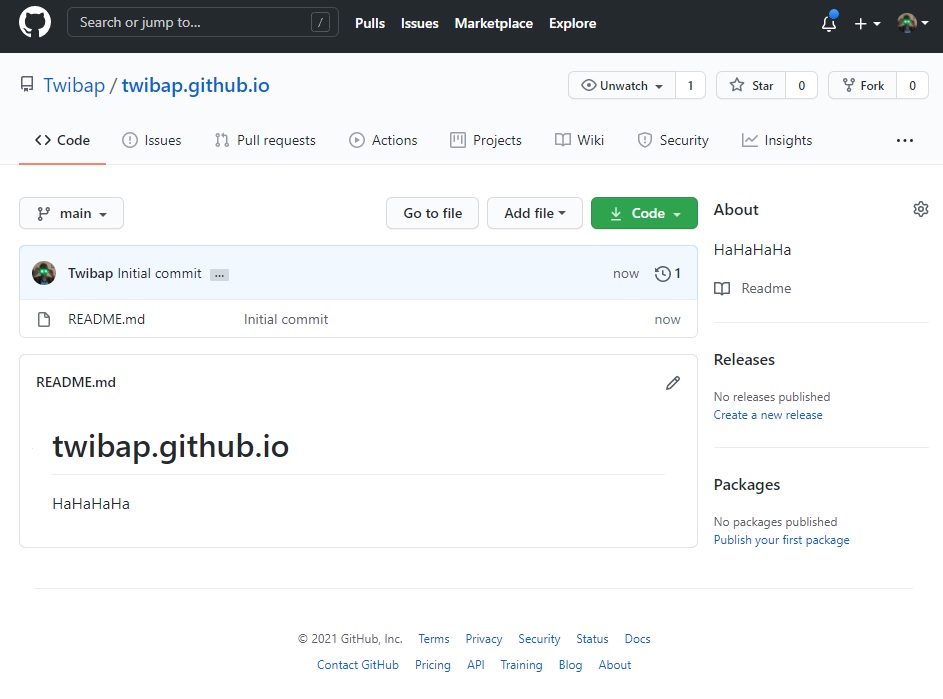 Search or jump to... /
Pulls Issues Marketplace Explore
Twibap / twibap.github.io
Unwatch 1 Star 0 Fork 0
Code Issues Pull requests Actions Projects Wiki Security Insights ...
main Go to file Add file Code
About
HaHaHaHa
Readme
Twibap Initial commit ... now 1
README.md Initial commit now
Releases
No releases published
Create a new release
README.md
twibap.github.io
HaHaHaHa
Packages
No packages published
Publish your first package
© 2021 GitHub, Inc. Terms Privacy Security Status Docs
Contact GitHub Pricing API Training Blog About